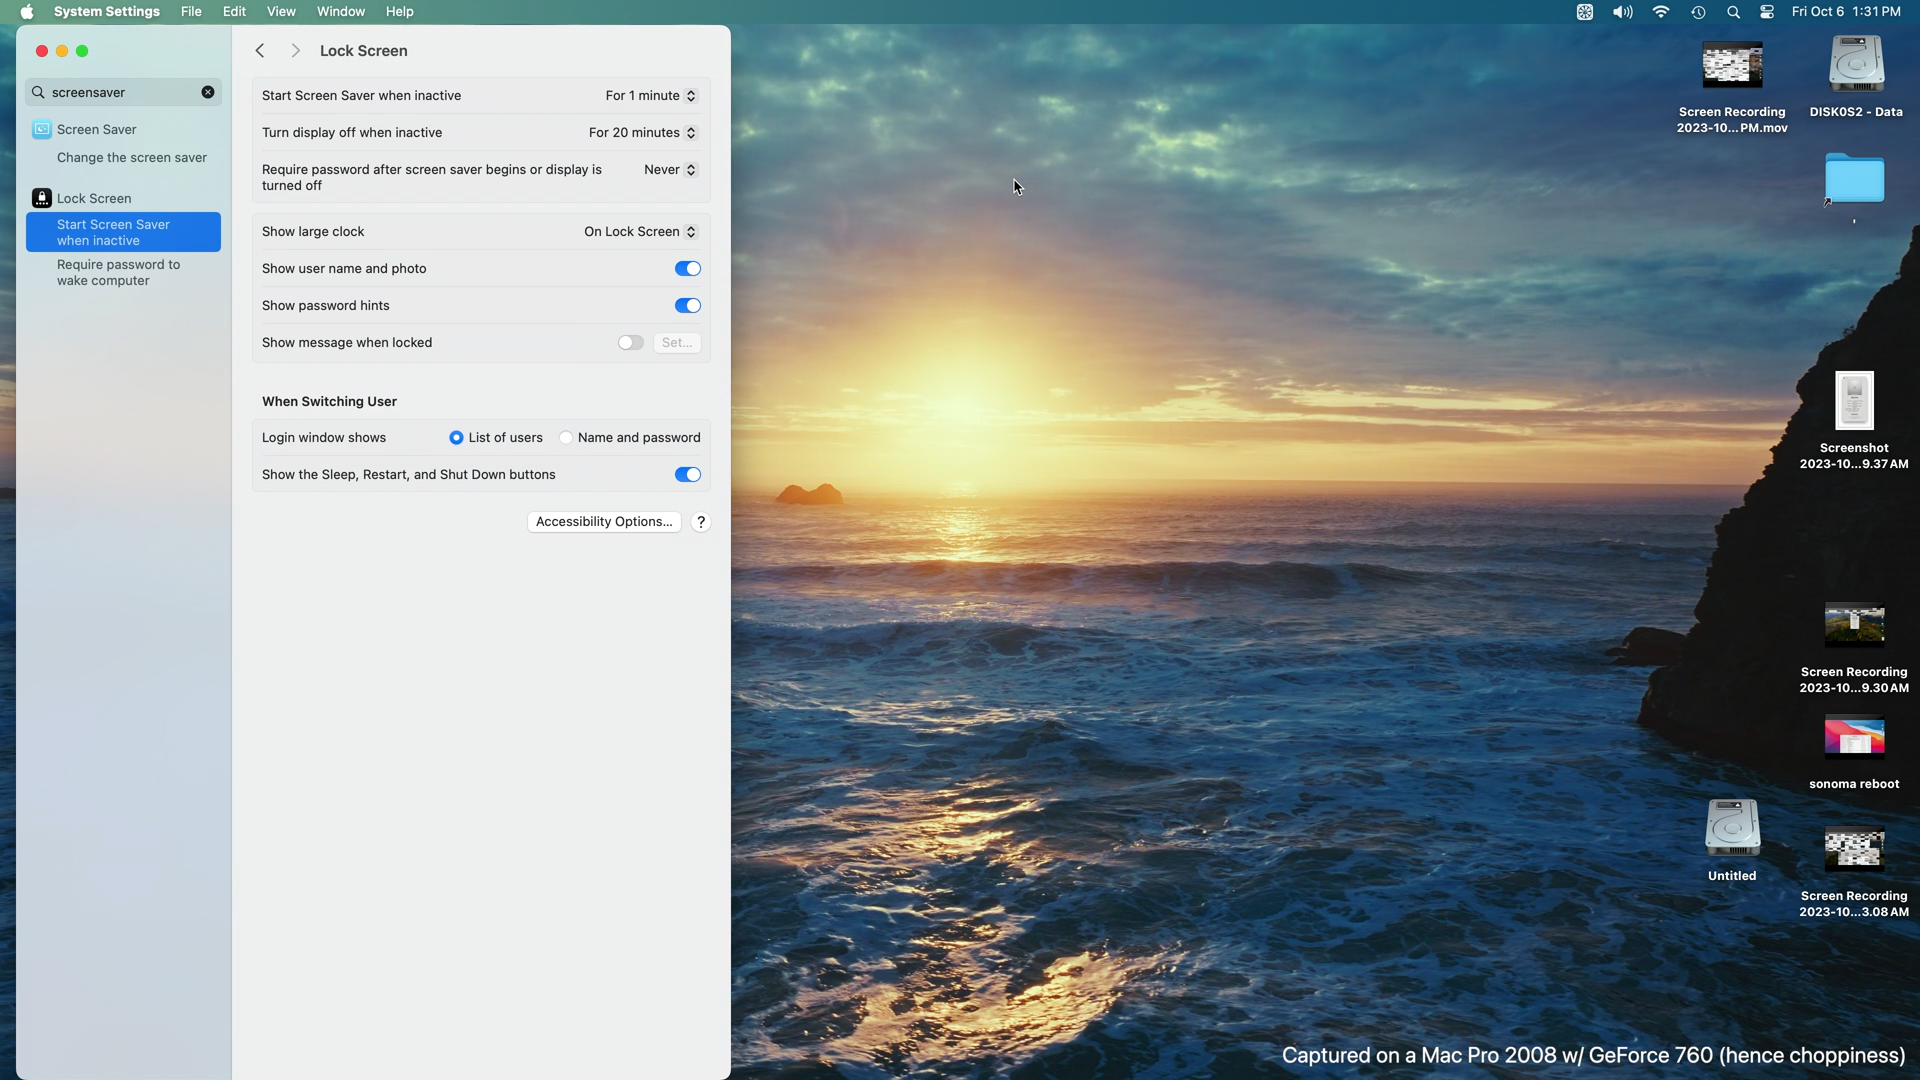 System Settings File Edit View Window Help
Fri Oct 6 1:31 PM
screensaver
Screen Saver
Change the screen saver
Lock Screen
Start Screen Saver
when inactive
Require password to
wake computer
Lock Screen
Start Screen Saver when inactive For 1 minute
Turn display off when inactive For 20 minutes
Require password after screen saver begins or display is
turned off
Never
Show large clock On Lock Screen
Show user name and photo
Show password hints
Show message when locked Set...
When Switching User
Login window shows List of users Name and password
Show the Sleep, Restart, and Shut Down buttons
Accessibility Options... ?
Screen Recording
2023-10...PM.mov
DISK0S2 - Data
'
Screenshot
2023-10...9.37 AM
Screen Recording
2023-10...9.30 AM
sonoma reboot
Untitled
Screen Recording
2023-10...3.08 AM
Captured on a Mac Pro 2008 w/ GeForce 760 (hence choppiness)